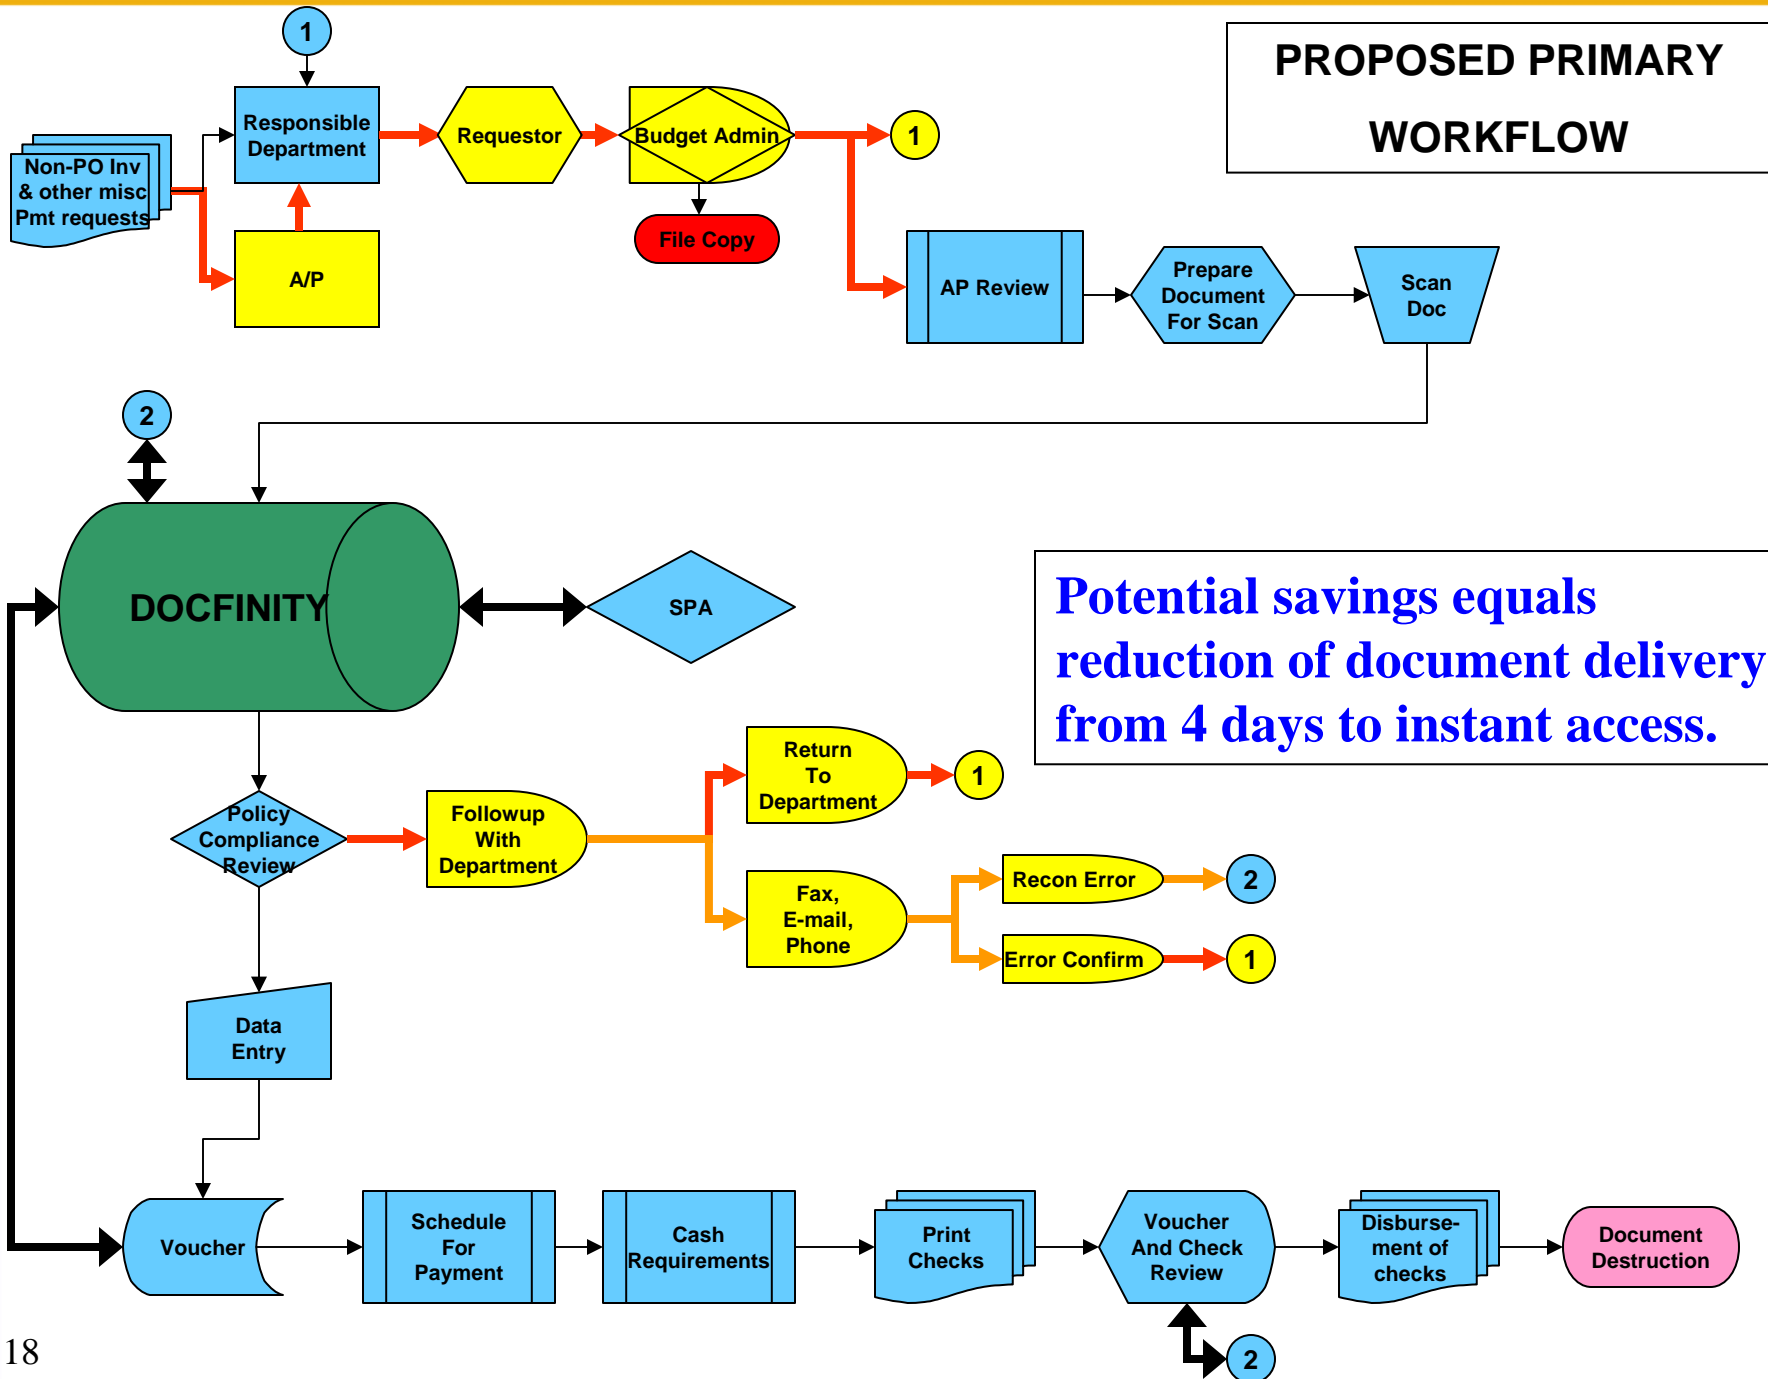 1
PROPOSED PRIMARY
WORKFLOW
Non-PO Inv
& other misc
Pmt requests
Responsible
Department
A/P
Requestor
Budget Admin
1
File Copy
AP Review
Prepare
Document
For Scan
Scan
Doc
2
DOCFINITY
SPA
Potential savings equals
reduction of document delivery
from 4 days to instant access.
Policy
Compliance
Review
Followup
With
Department
Return
To
Department
1
Fax,
E-mail,
Phone
Recon Error
2
Error Confirm
1
Data
Entry
Voucher
Schedule
For
Payment
Cash
Requirements
Print
Checks
Voucher
And Check
Review
Disburse-
ment of
checks
Document
Destruction
2
18